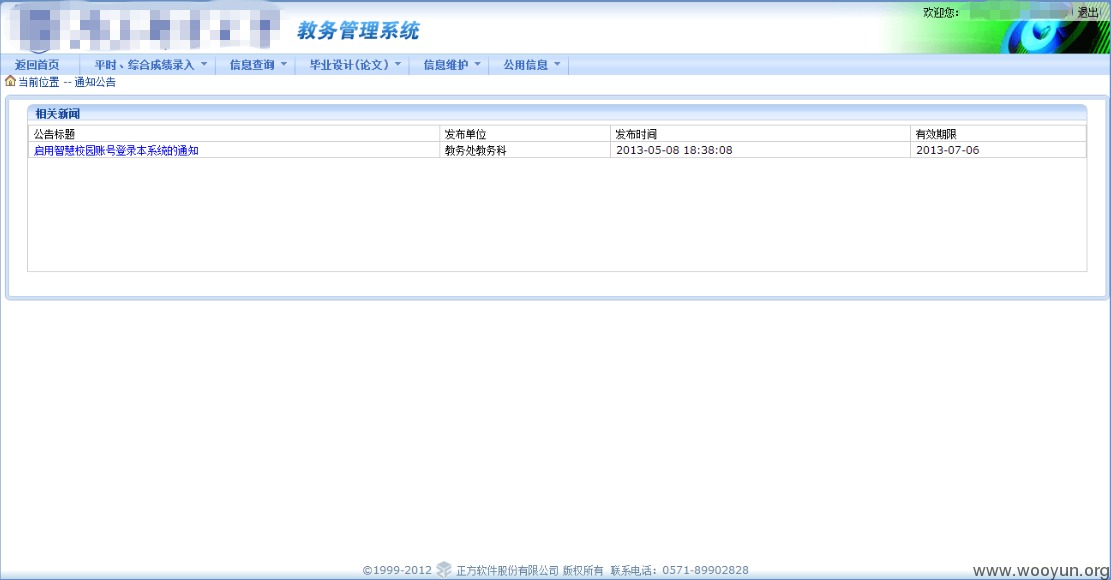 教务管理系统
欢迎您： 退出
返回首页 平时、综合成绩录入 信息查询 毕业设计(论文) 信息维护 公用信息
当前位置 -- 通知公告
相关新闻
公告标题 发布单位 发布时间 有效期限
启用智慧校园账号登录本系统的通知 教务处教务科 2013-05-08 18:38:08 2013-07-06
©1999-2012 正方软件股份有限公司 版权所有 联系电话：0571-89902828
www.wooyun.org